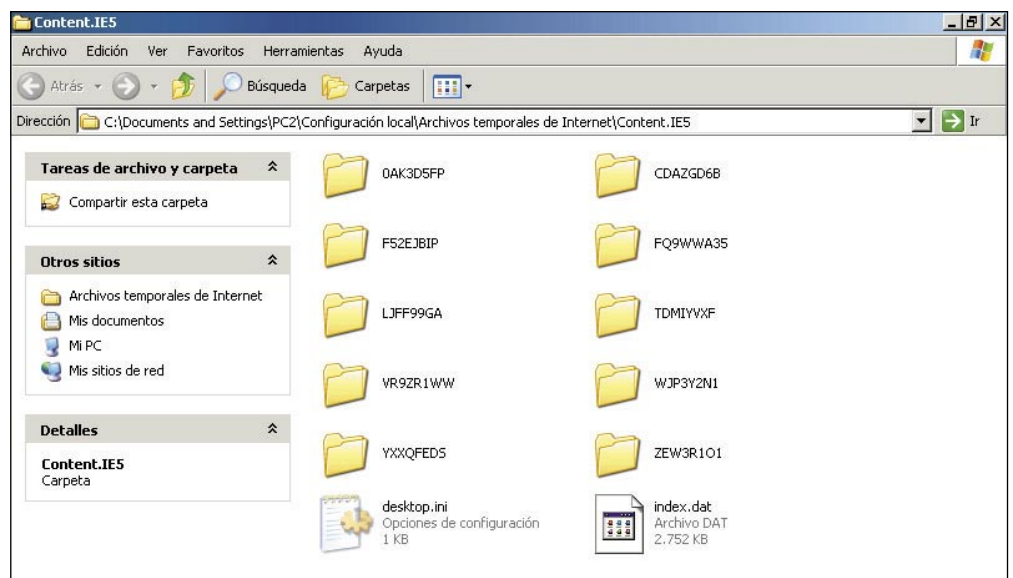 Content.IE5
Archivo Edición Ver Favoritos Herramientas Ayuda
Atrás Búsqueda Carpetas
Dirección C:\Documents and Settings\PC2\Configuración local\Archivos temporales de Internet\Content.IE5 Ir
Tareas de archivo y carpeta
Compartir esta carpeta
Otros sitios
Archivos temporales de Internet
Mis documentos
Mi PC
Mis sitios de red
Detalles
Content.IE5
Carpeta
0AK3D5FP
CDAZGD6B
F52EJBIP
FQ9WWA35
LJFF99GA
TDMIYVXF
VR9ZR1WW
WJP3Y2N1
YXXQFEDS
ZEW3R1O1
desktop.ini
Opciones de configuración
1 KB
index.dat
Archivo DAT
2.752 KB